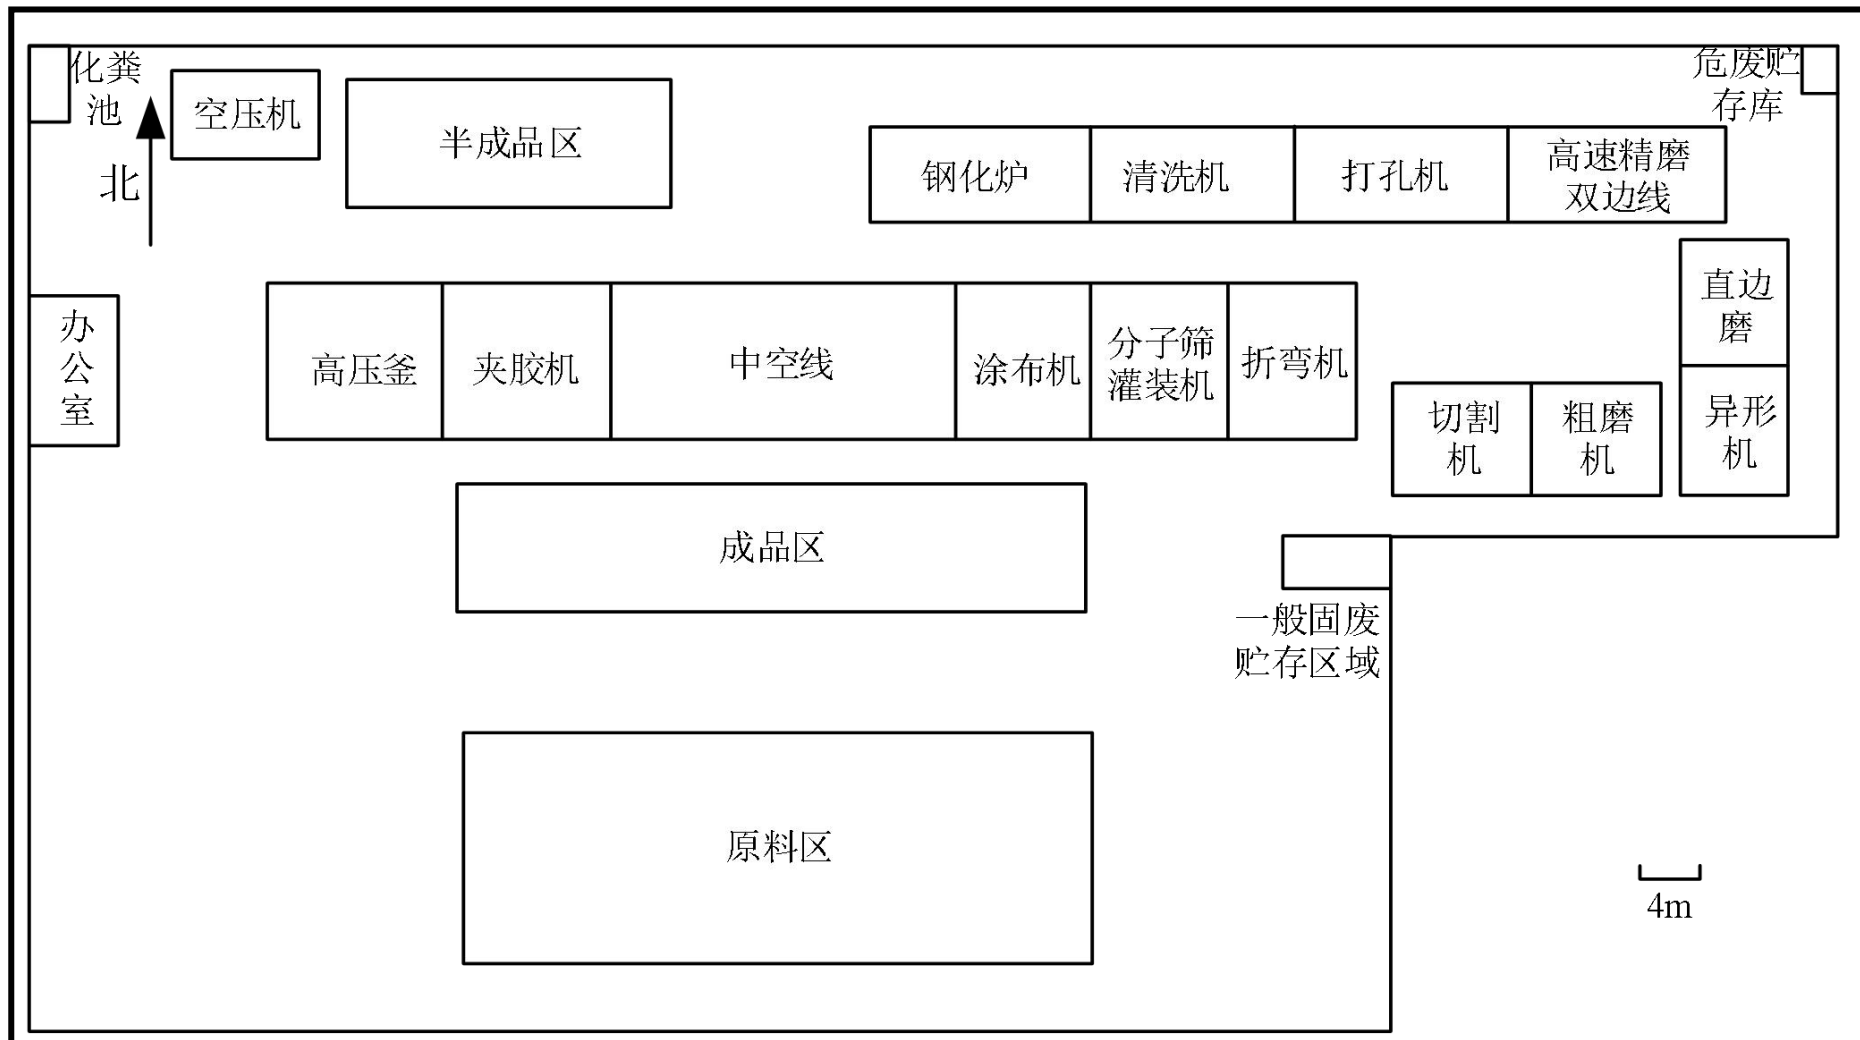 化粪
池
北
空压机
半成品区
危废贮
存库
钢化炉
清洗机
打孔机
高速精磨
双边线
直边
磨
异形
机
办
公
室
高压釜
夹胶机
中空线
涂布机
分子筛
灌装机
折弯机
切割
机
粗磨
机
成品区
一般固废
贮存区域
原料区
4m